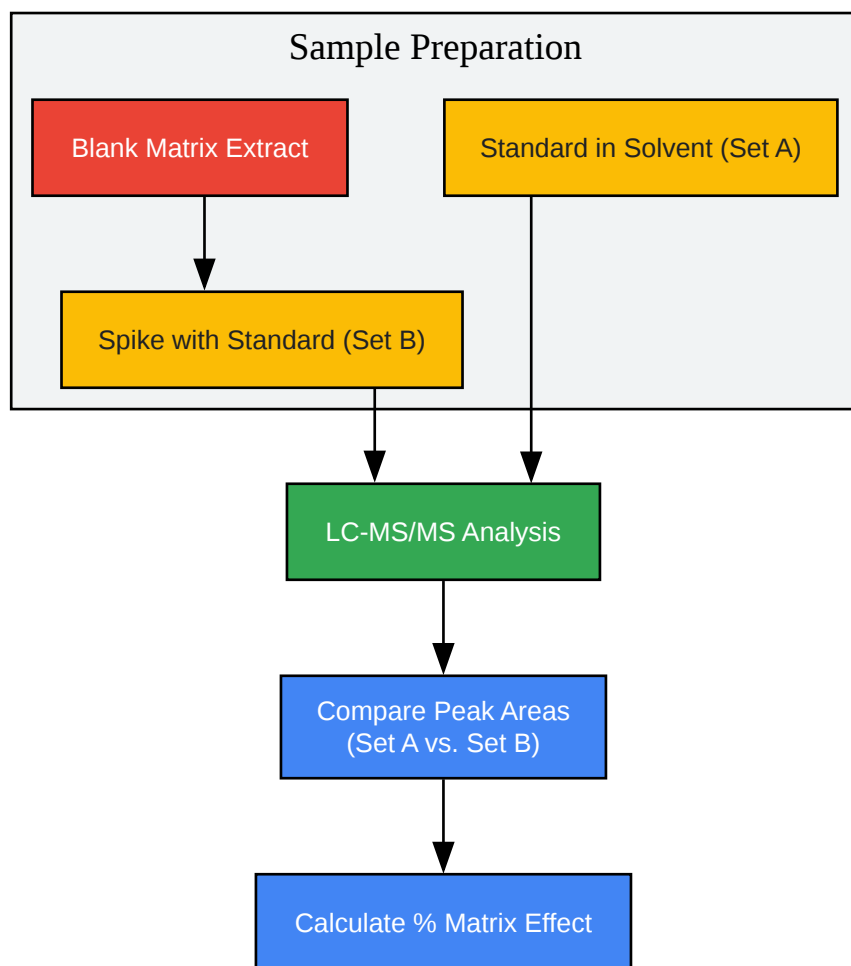 Sample Preparation
Blank Matrix Extract
Standard in Solvent (Set A)
Spike with Standard (Set B)
LC-MS/MS Analysis
Compare Peak Areas
(Set A vs. Set B)
Calculate % Matrix Effect